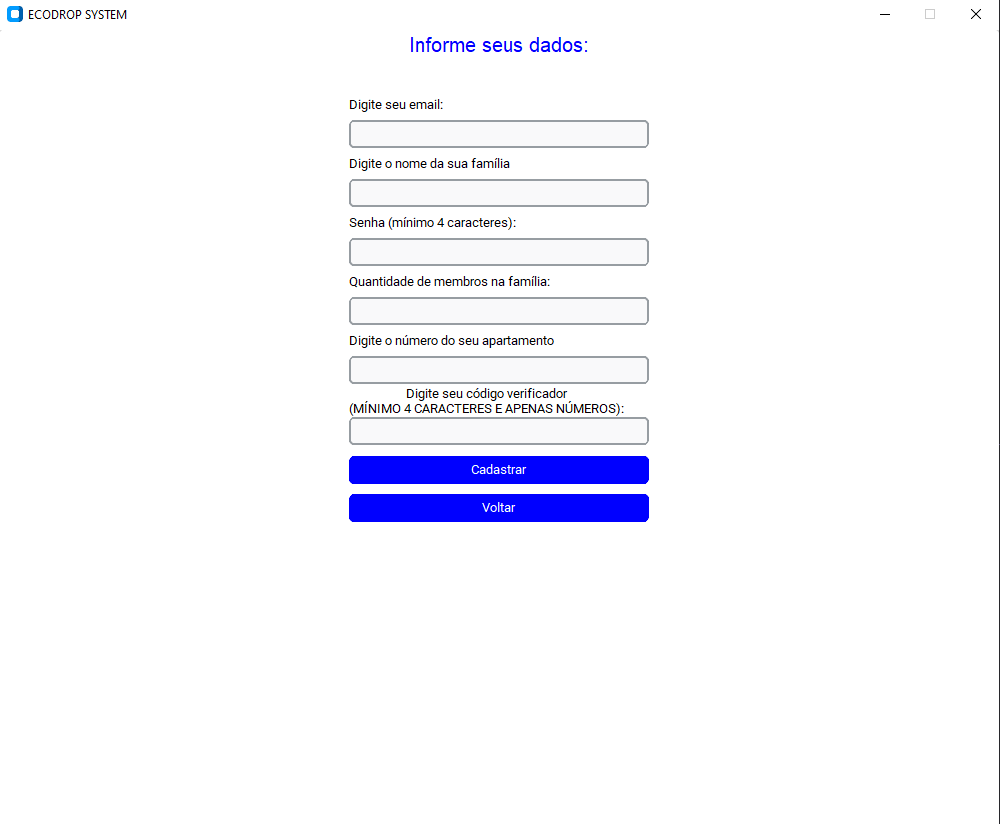 ECODROP SYSTEM
Informe seus dados:
Digite seu email:
Digite o nome da sua família
Senha (mínimo 4 caracteres):
Quantidade de membros na família:
Digite o número do seu apartamento
Digite seu código verificador
(MÍNIMO 4 CARACTERES E APENAS NÚMEROS):
Cadastrar
Voltar